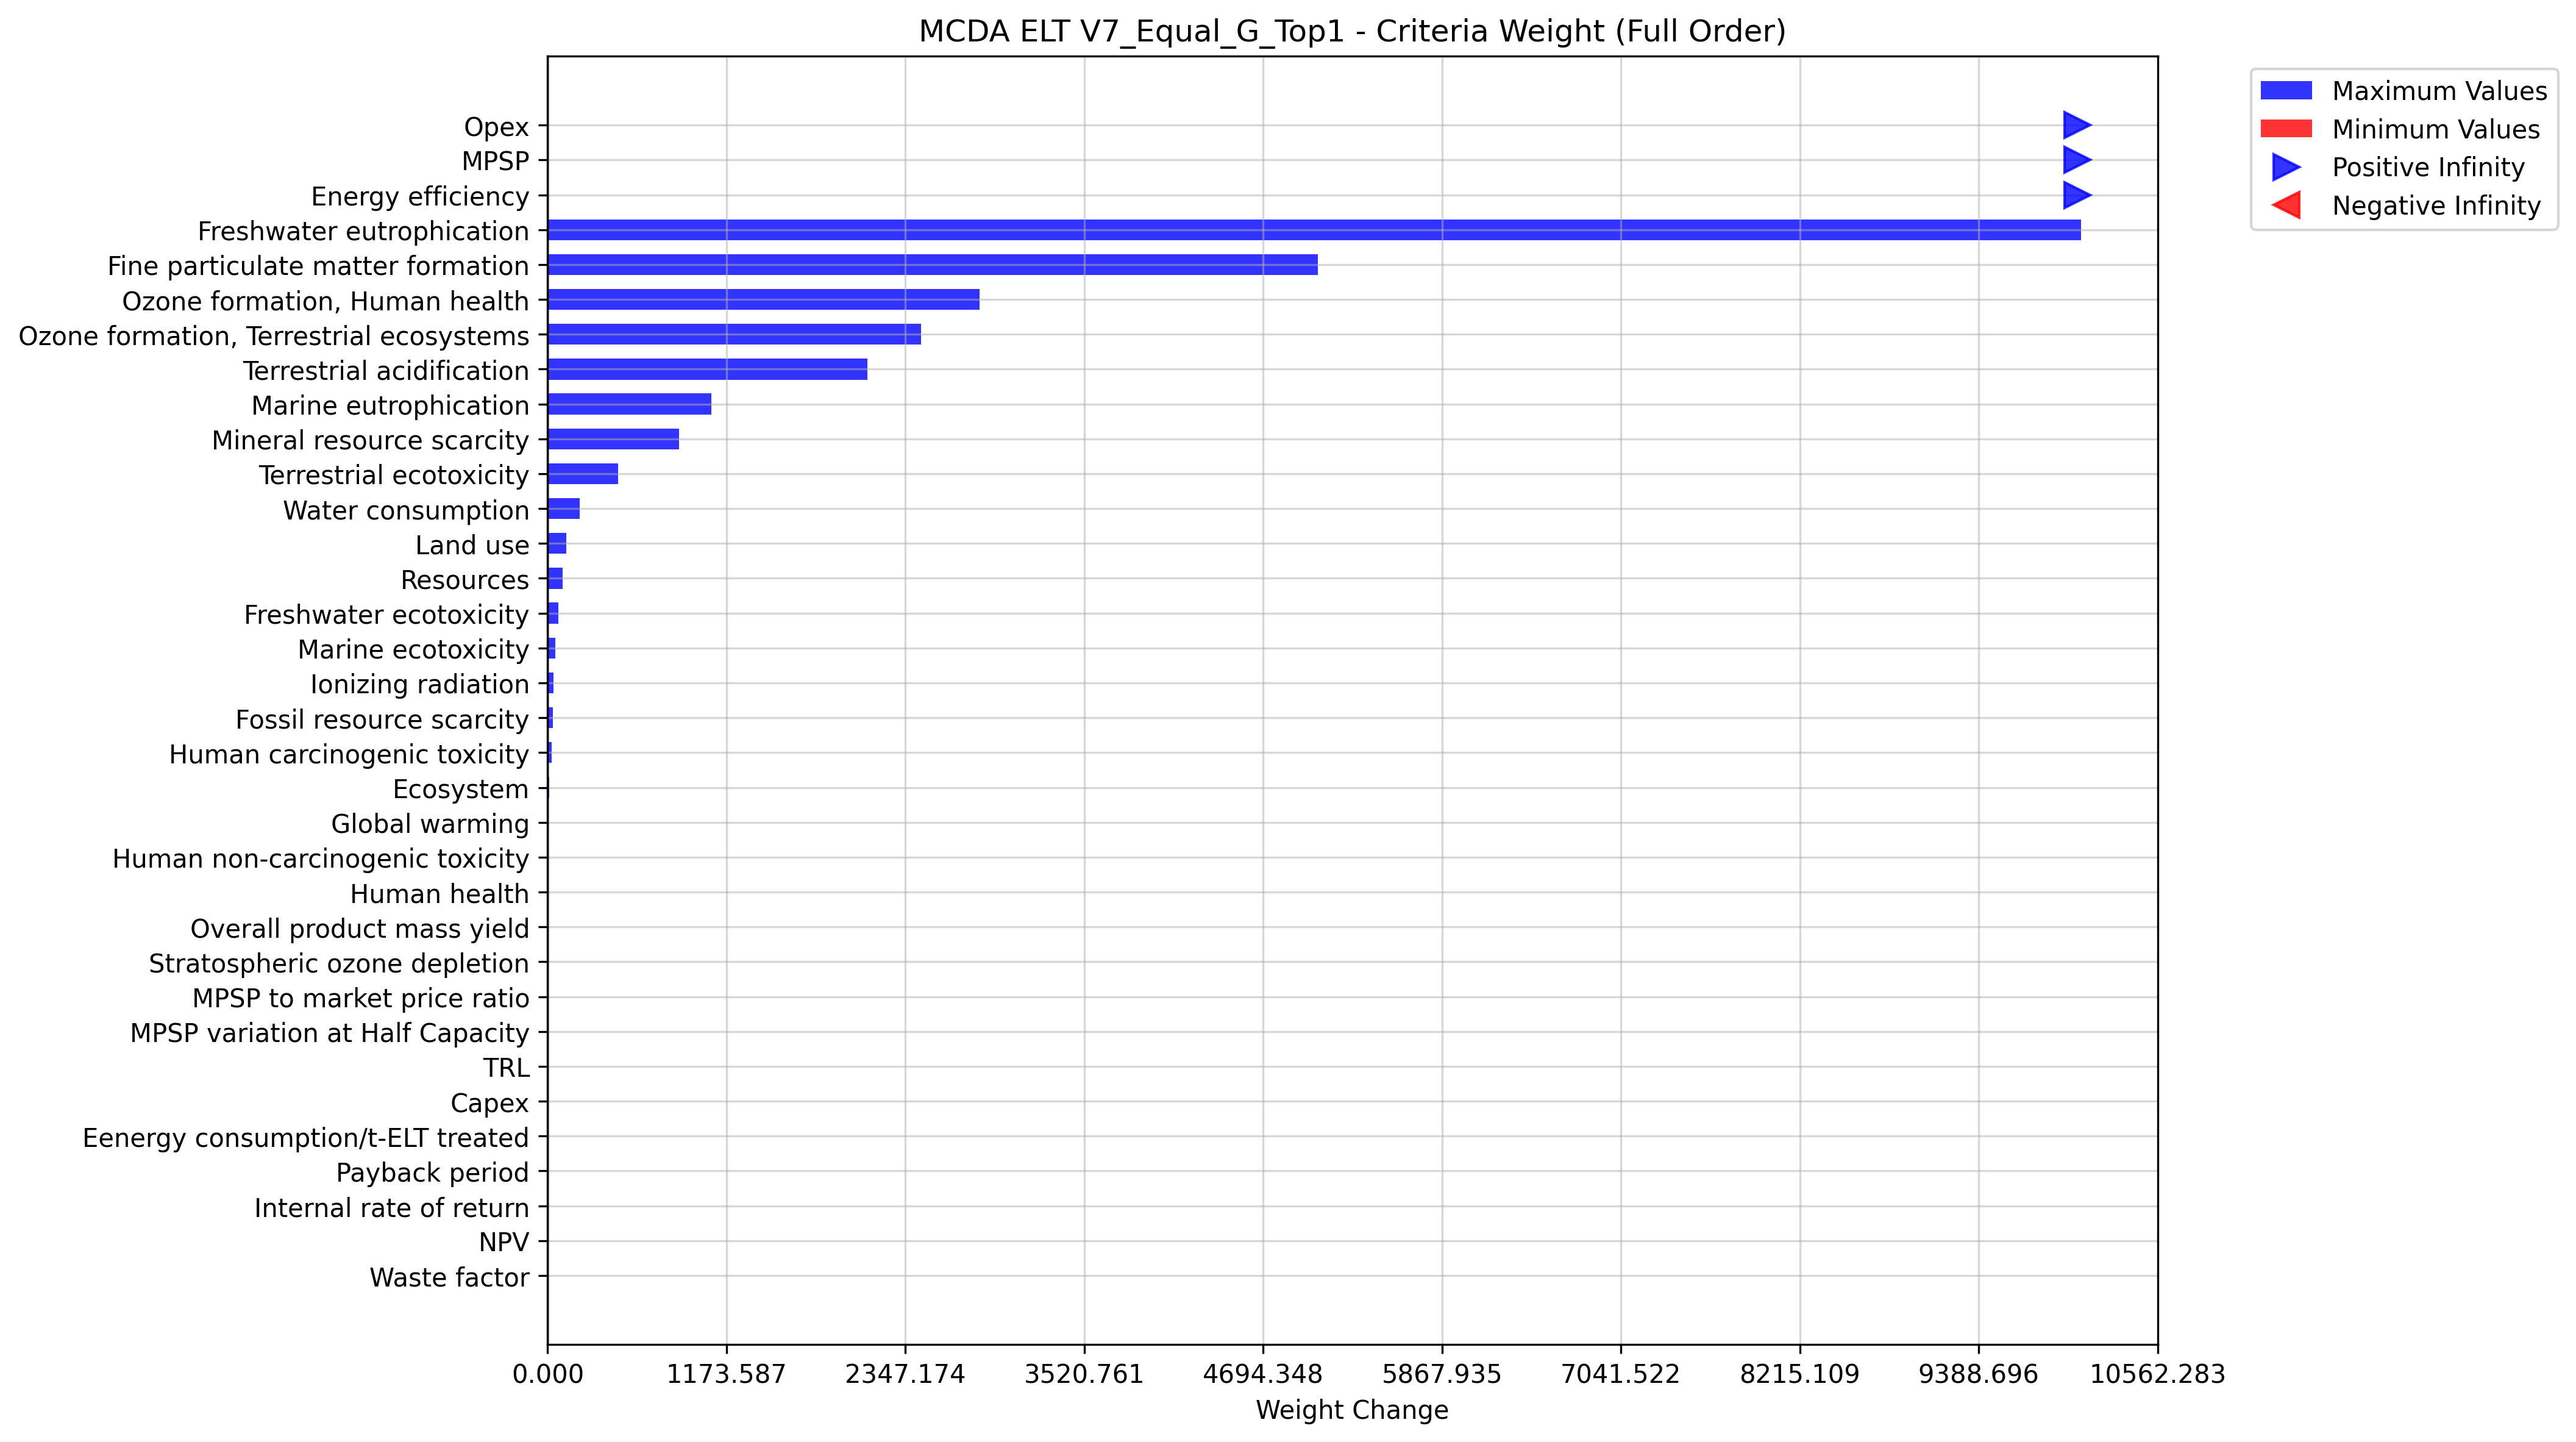 MCDA ELT V7_Equal_G_Top1 - Criteria Weight (Full Order)
Maximum Values
Minimum Values
Positive Infinity
Negative Infinity
Opex
MPSP
Energy efficiency
Freshwater eutrophication
Fine particulate matter formation
Ozone formation, Human health
Ozone formation, Terrestrial ecosystems
Terrestrial acidification
Marine eutrophication
Mineral resource scarcity
Terrestrial ecotoxicity
Water consumption
Land use
Resources
Freshwater ecotoxicity
Marine ecotoxicity
Ionizing radiation
Fossil resource scarcity
Human carcinogenic toxicity
Ecosystem
Global warming
Human non-carcinogenic toxicity
Human health
Overall product mass yield
Stratospheric ozone depletion
MPSP to market price ratio
MPSP variation at Half Capacity
TRL
Capex
Eenergy consumption/t-ELT treated
Payback period
Internal rate of return
NPV
Waste factor
0.000 1173.587 2347.174 3520.761 4694.348 5867.935 7041.522 8215.109 9388.696 10562.283
Weight Change